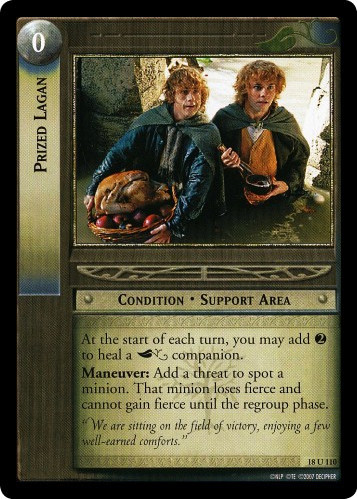 0
PRIZED LAGAN
CONDITION • SUPPORT AREA
At the start of each turn, you may add 2
to heal a companion.
Maneuver: Add a threat to spot a
minion. That minion loses fierce and
cannot gain fierce until the regroup phase.
"We are sitting on the field of victory, enjoying a few
well-earned comforts."
18 U 110
©NLP ©TE ©2007 DECIPHER